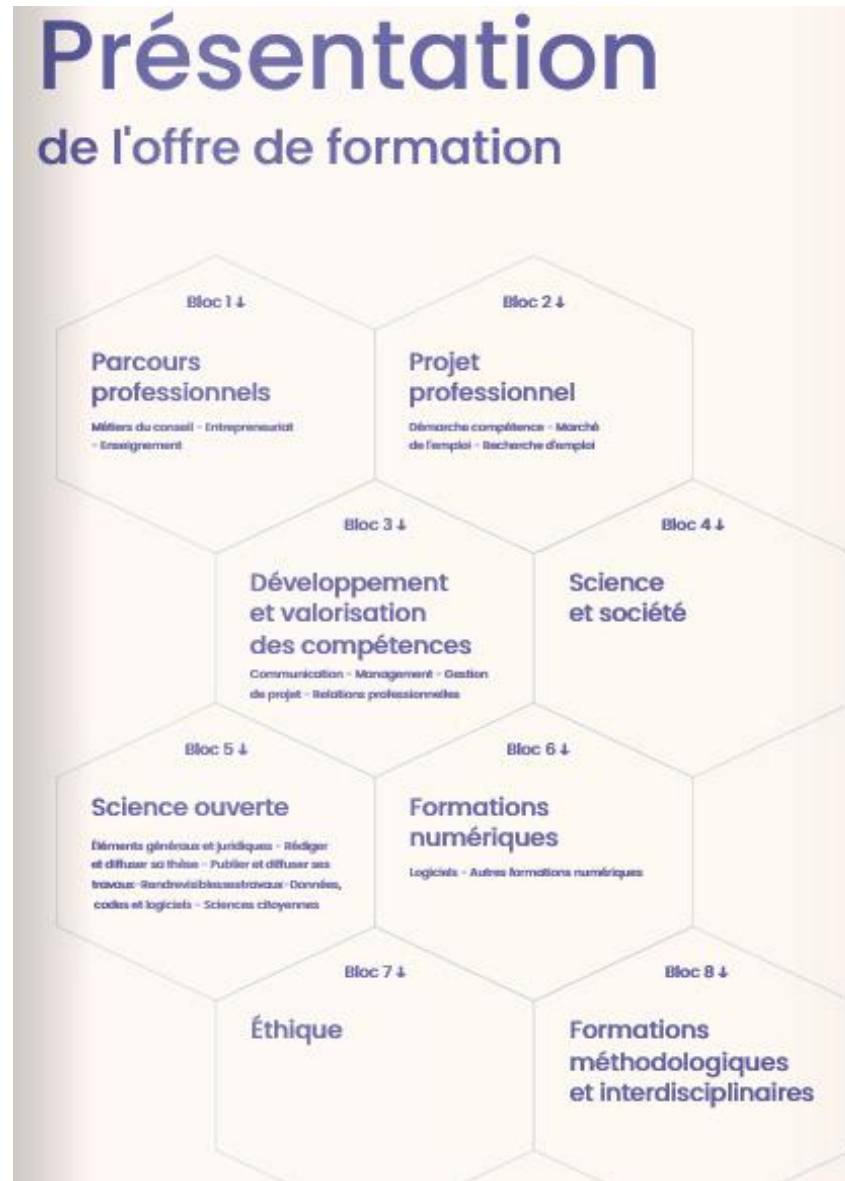 Présentation
de l'offre de formation
Bloc 1 ↓
Parcours
professionnels
Métiers du conseil - Entrepreneuriat
- Enseignement
Bloc 2 ↓
Projet
professionnel
Démarche compétence - Marché
de l'emploi - Recherche d'emploi
Bloc 3 ↓
Développement
et valorisation
des compétences
Communication - Management - Gestion
de projet - Relations professionnelles
Bloc 4 ↓
Science
et société
Bloc 5 ↓
Science ouverte
Éléments généraux et juridiques - Rédiger
et diffuser sa thèse - Publier et diffuser ses
travaux-Rendrevisiblessestravaux-Données,
codes et logiciels - Sciences citoyennes
Bloc 6 ↓
Formations
numériques
Logiciels - Autres formations numériques
Bloc 7 ↓
Éthique
Bloc 8 ↓
Formations
méthodologiques
et interdisciplinaires